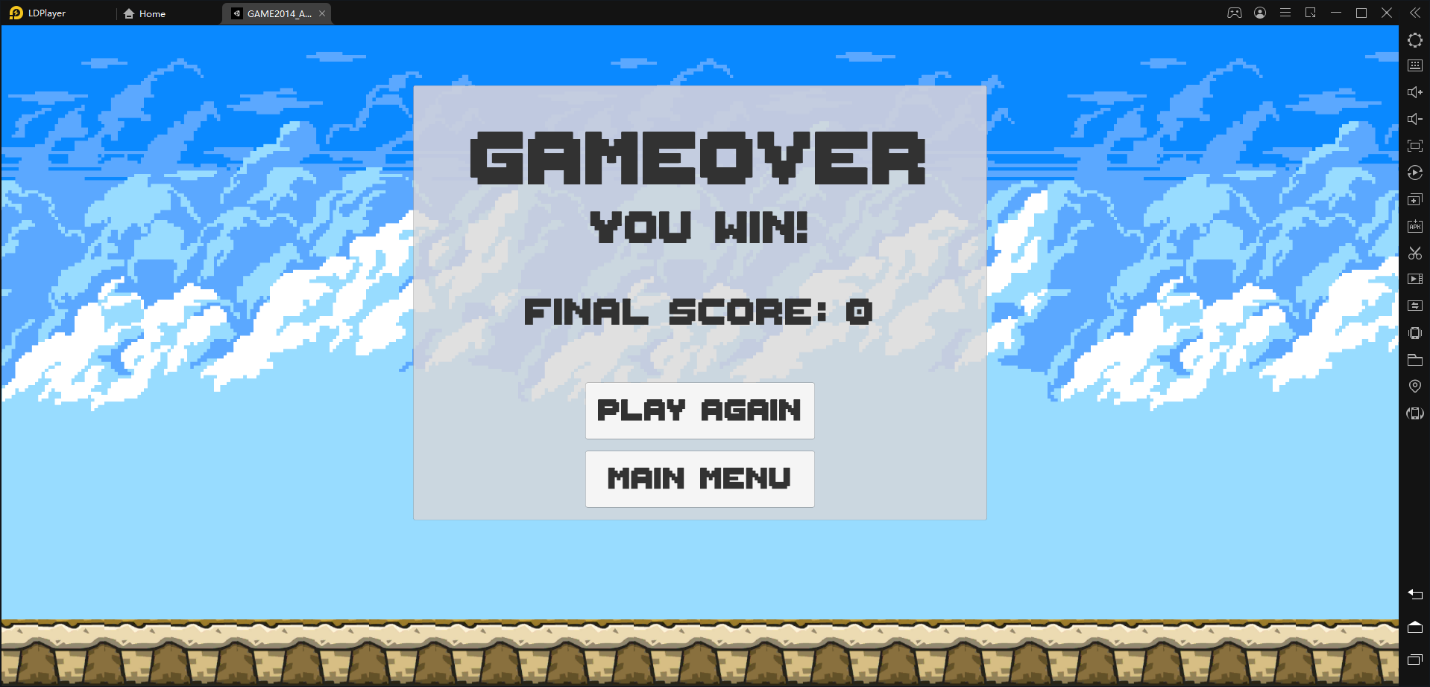 LDPlayer
Home
GAME2014_A...
GAMEOVER
YOU WIN!
FINAL SCORE: 0
PLAY AGAIN
MAIN MENU